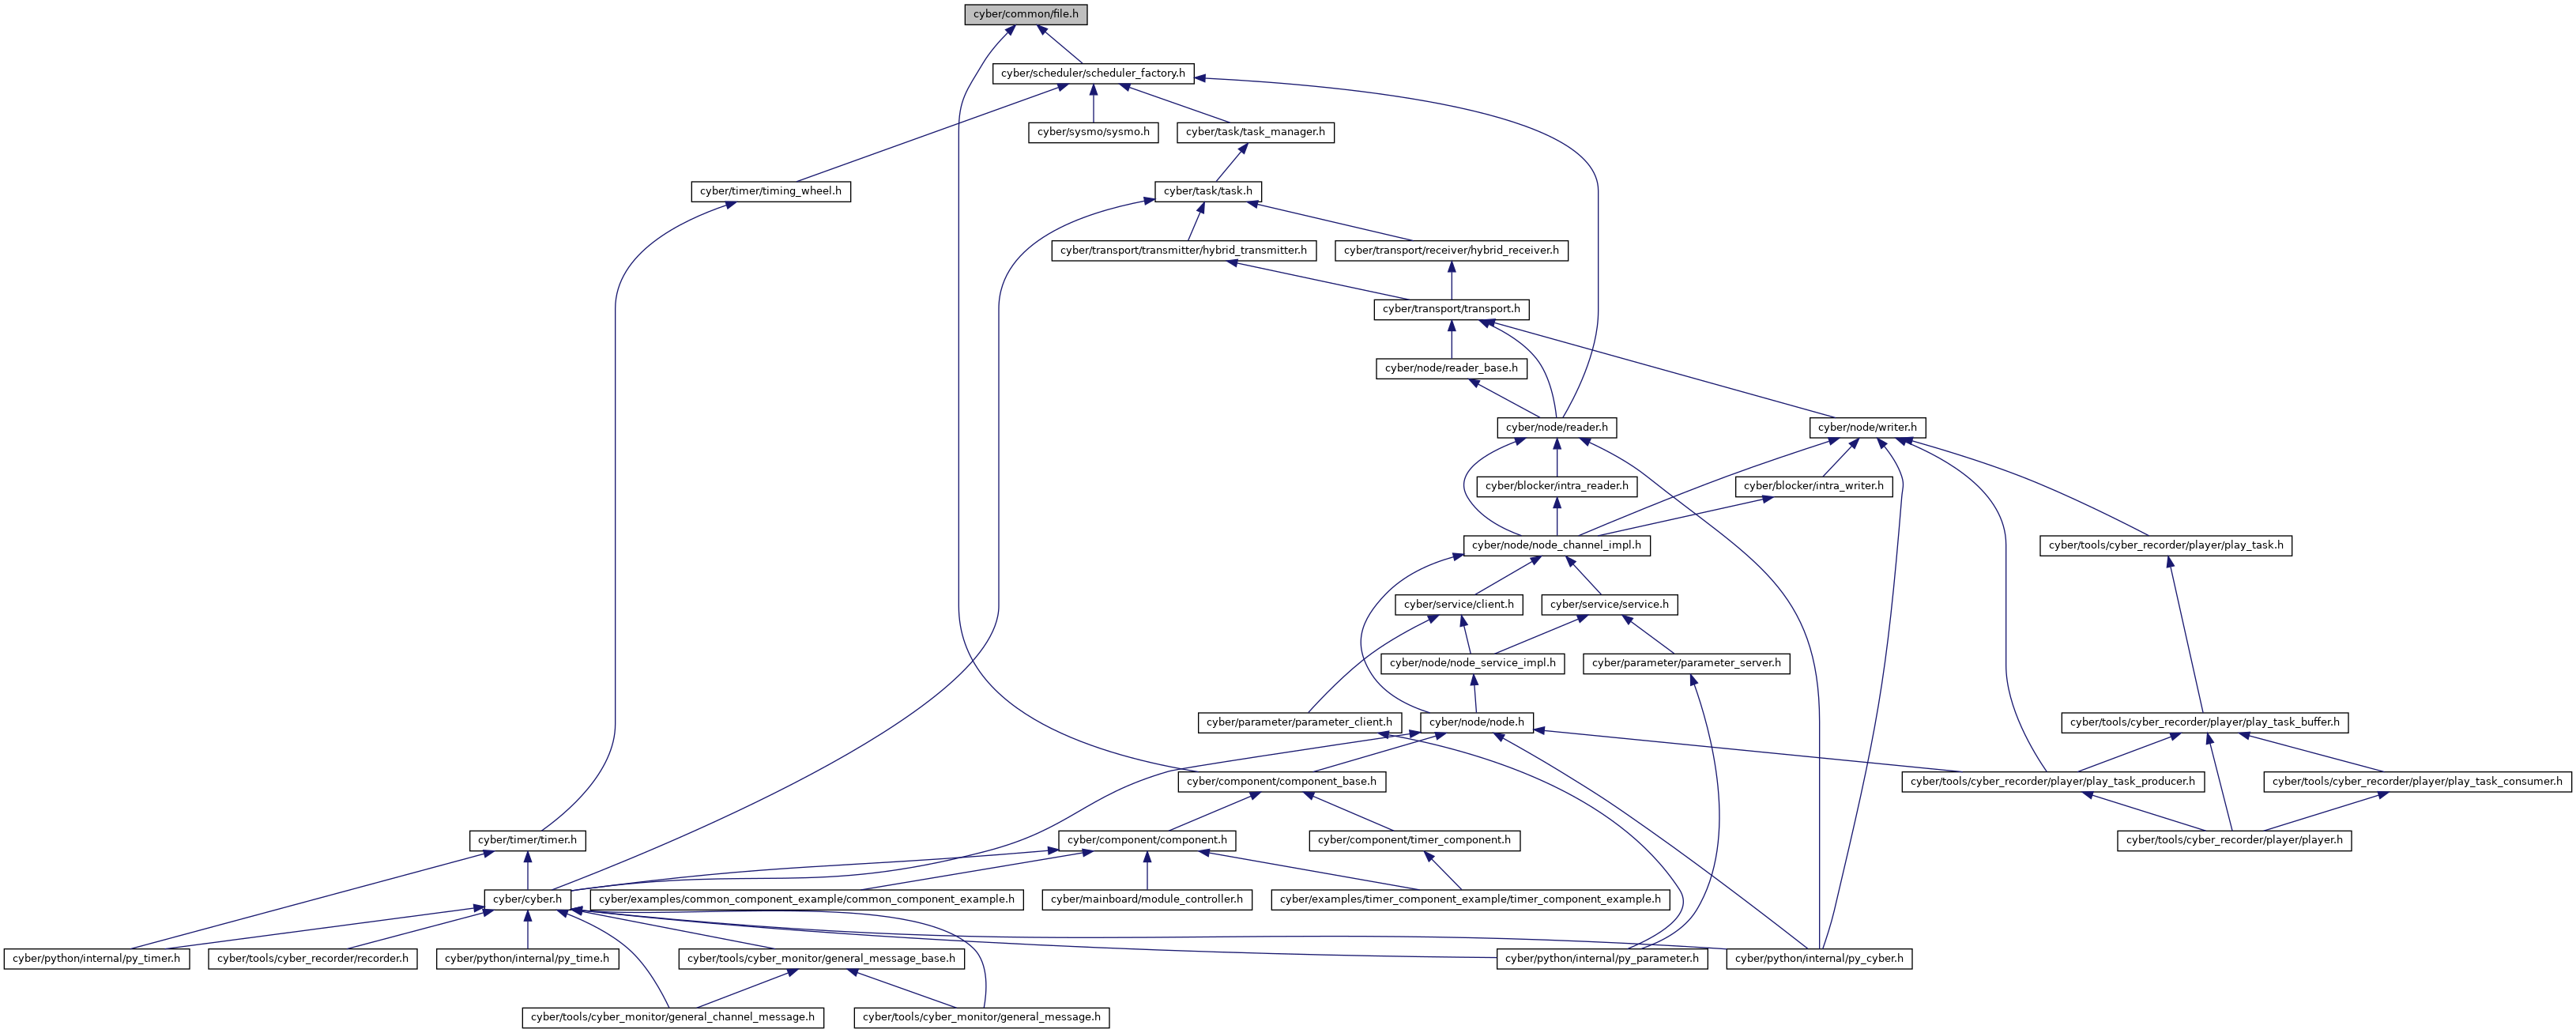 cyber/common/file.h
cyber/scheduler/scheduler_factory.h
cyber/sysmo/sysmo.h
cyber/task/task_manager.h
cyber/timer/timing_wheel.h
cyber/task/task.h
cyber/transport/transmitter/hybrid_transmitter.h
cyber/transport/receiver/hybrid_receiver.h
cyber/transport/transport.h
cyber/node/reader_base.h
cyber/node/reader.h
cyber/node/writer.h
cyber/blocker/intra_reader.h
cyber/blocker/intra_writer.h
cyber/node/node_channel_impl.h
cyber/tools/cyber_recorder/player/play_task.h
cyber/service/client.h
cyber/service/service.h
cyber/node/node_service_impl.h
cyber/parameter/parameter_server.h
cyber/parameter/parameter_client.h
cyber/node/node.h
cyber/tools/cyber_recorder/player/play_task_buffer.h
cyber/component/component_base.h
cyber/tools/cyber_recorder/player/play_task_producer.h
cyber/tools/cyber_recorder/player/play_task_consumer.h
cyber/timer/timer.h
cyber/component/component.h
cyber/component/timer_component.h
cyber/tools/cyber_recorder/player/player.h
cyber/cyber.h
cyber/examples/common_component_example/common_component_example.h
cyber/mainboard/module_controller.h
cyber/examples/timer_component_example/timer_component_example.h
cyber/python/internal/py_timer.h
cyber/tools/cyber_recorder/recorder.h
cyber/python/internal/py_time.h
cyber/tools/cyber_monitor/general_message_base.h
cyber/python/internal/py_parameter.h
cyber/python/internal/py_cyber.h
cyber/tools/cyber_monitor/general_channel_message.h
cyber/tools/cyber_monitor/general_message.h